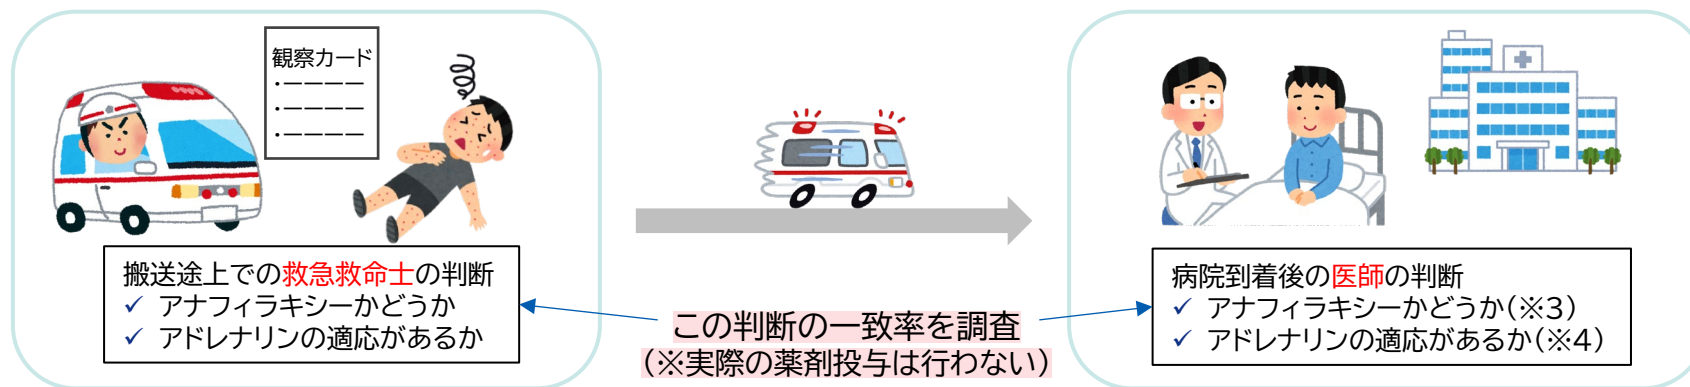 観察カード
・ーーーー
・ーーーー
・ーーーー
搬送途上での救急救命士の判断
✓ アナフィラキシーかどうか
✓ アドレナリンの適応があるか
この判断の一致率を調査
(※実際の薬剤投与は行わない)
病院到着後の医師の判断
✓ アナフィラキシーかどうか(※3)
✓ アドレナリンの適応があるか(※4)